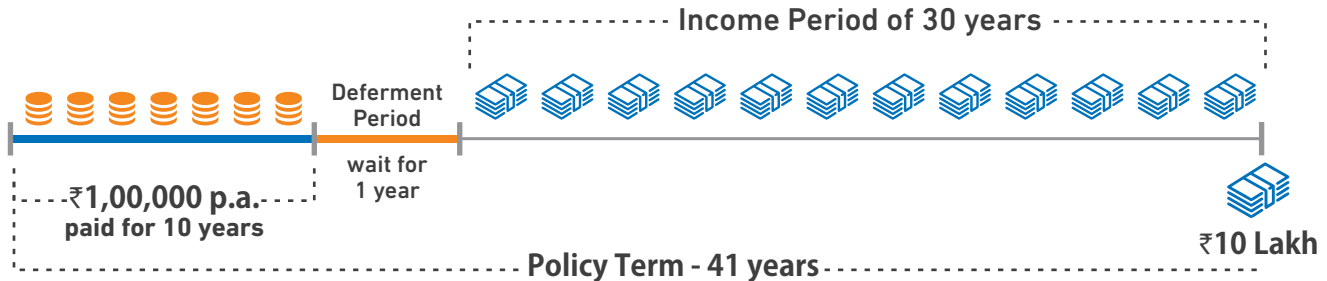 Income Period of 30 years
Deferment
Period
wait for
1 year
₹1,00,000 p.a.
paid for 10 years
₹10 Lakh
Policy Term - 41 years